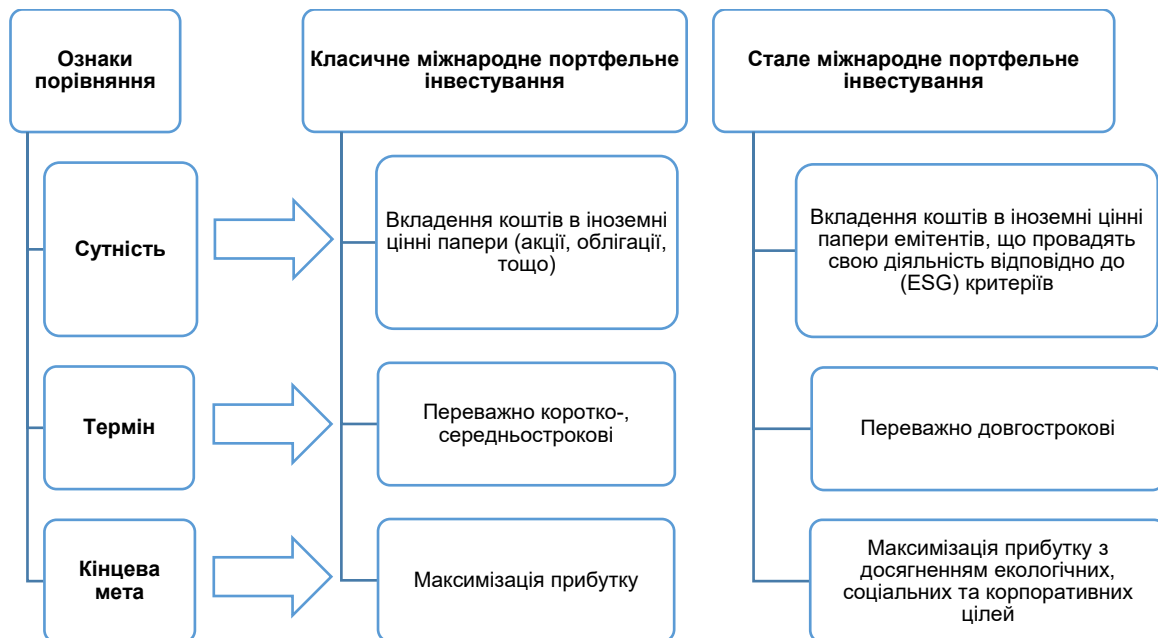 Ознаки
порівняння
Класичне міжнародне портфельне
інвестування
Стале міжнародне портфельне
інвестування
Сутність
Вкладення коштів в іноземні
цінні папери (акції, облігації,
тощо)
Вкладення коштів в іноземні цінні
папери емітентів, що провадять
свою діяльність відповідно до
(ESG) критеріїв
Термін
Переважно коротко-,
середньострокові
Переважно довгострокові
Кінцева
мета
Максимізація прибутку
Максимізація прибутку з
досягненням екологічних,
соціальних та корпоративних
цілей